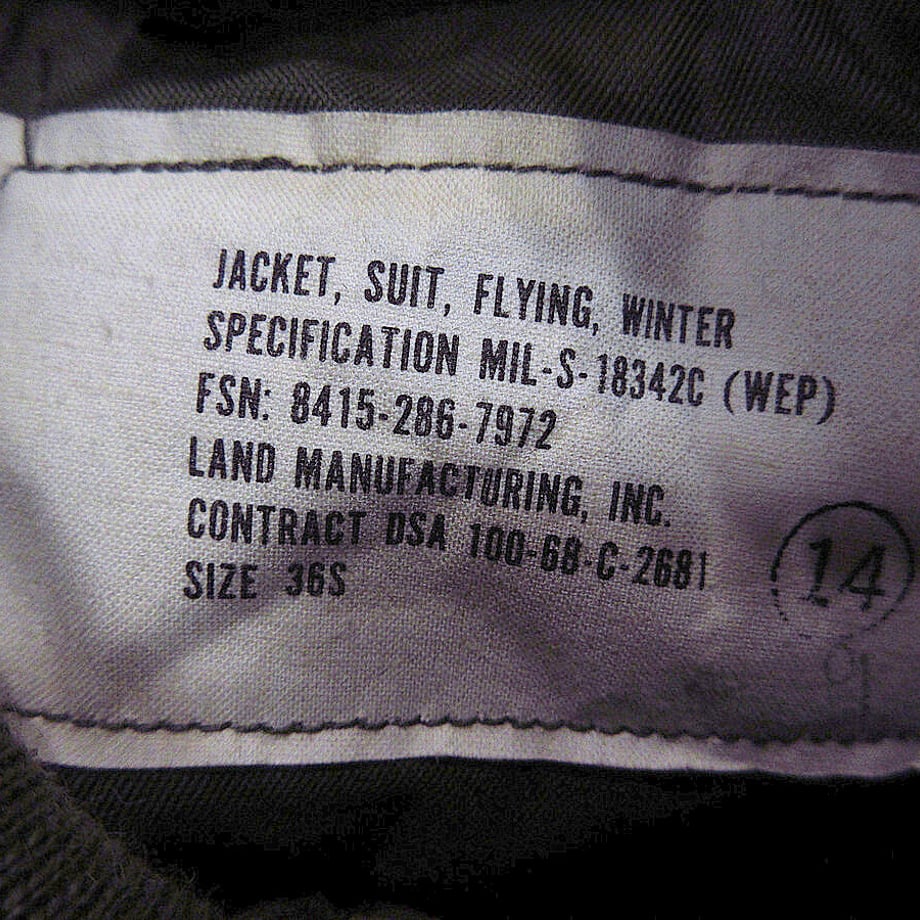 JACKET, SUIT, FLYING, WINTER
SPECIFICATION MIL-S-18342C (WEP)
FSN: 8415-286-7972
LAND MANUFACTURING, INC.
CONTRACT DSA 100-68-C-2681
SIZE 36S
14